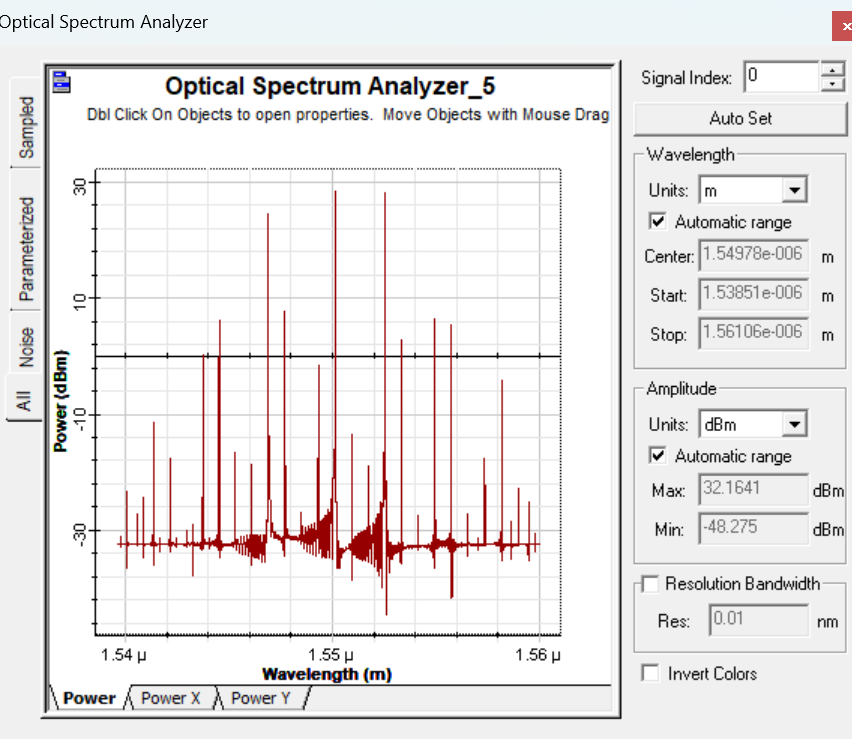 Optical Spectrum Analyzer
Sampled
Parameterized
Noise
All
Optical Spectrum Analyzer_5
Dbl Click On Objects to open properties.  Move Objects with Mouse Drag
Power (dBm)
30
10
-10
-30
1.54 µ
1.55 µ
1.56 µ
Wavelength (m)
Power
Power X
Power Y
Signal Index: 0
Auto Set
Wavelength
Units: m
Automatic range
Center: 1.54978e-006 m
Start: 1.53851e-006 m
Stop: 1.56106e-006 m
Amplitude
Units: dBm
Automatic range
Max: 32.1641 dBm
Min: -48.275 dBm
Resolution Bandwidth
Res: 0.01 nm
Invert Colors